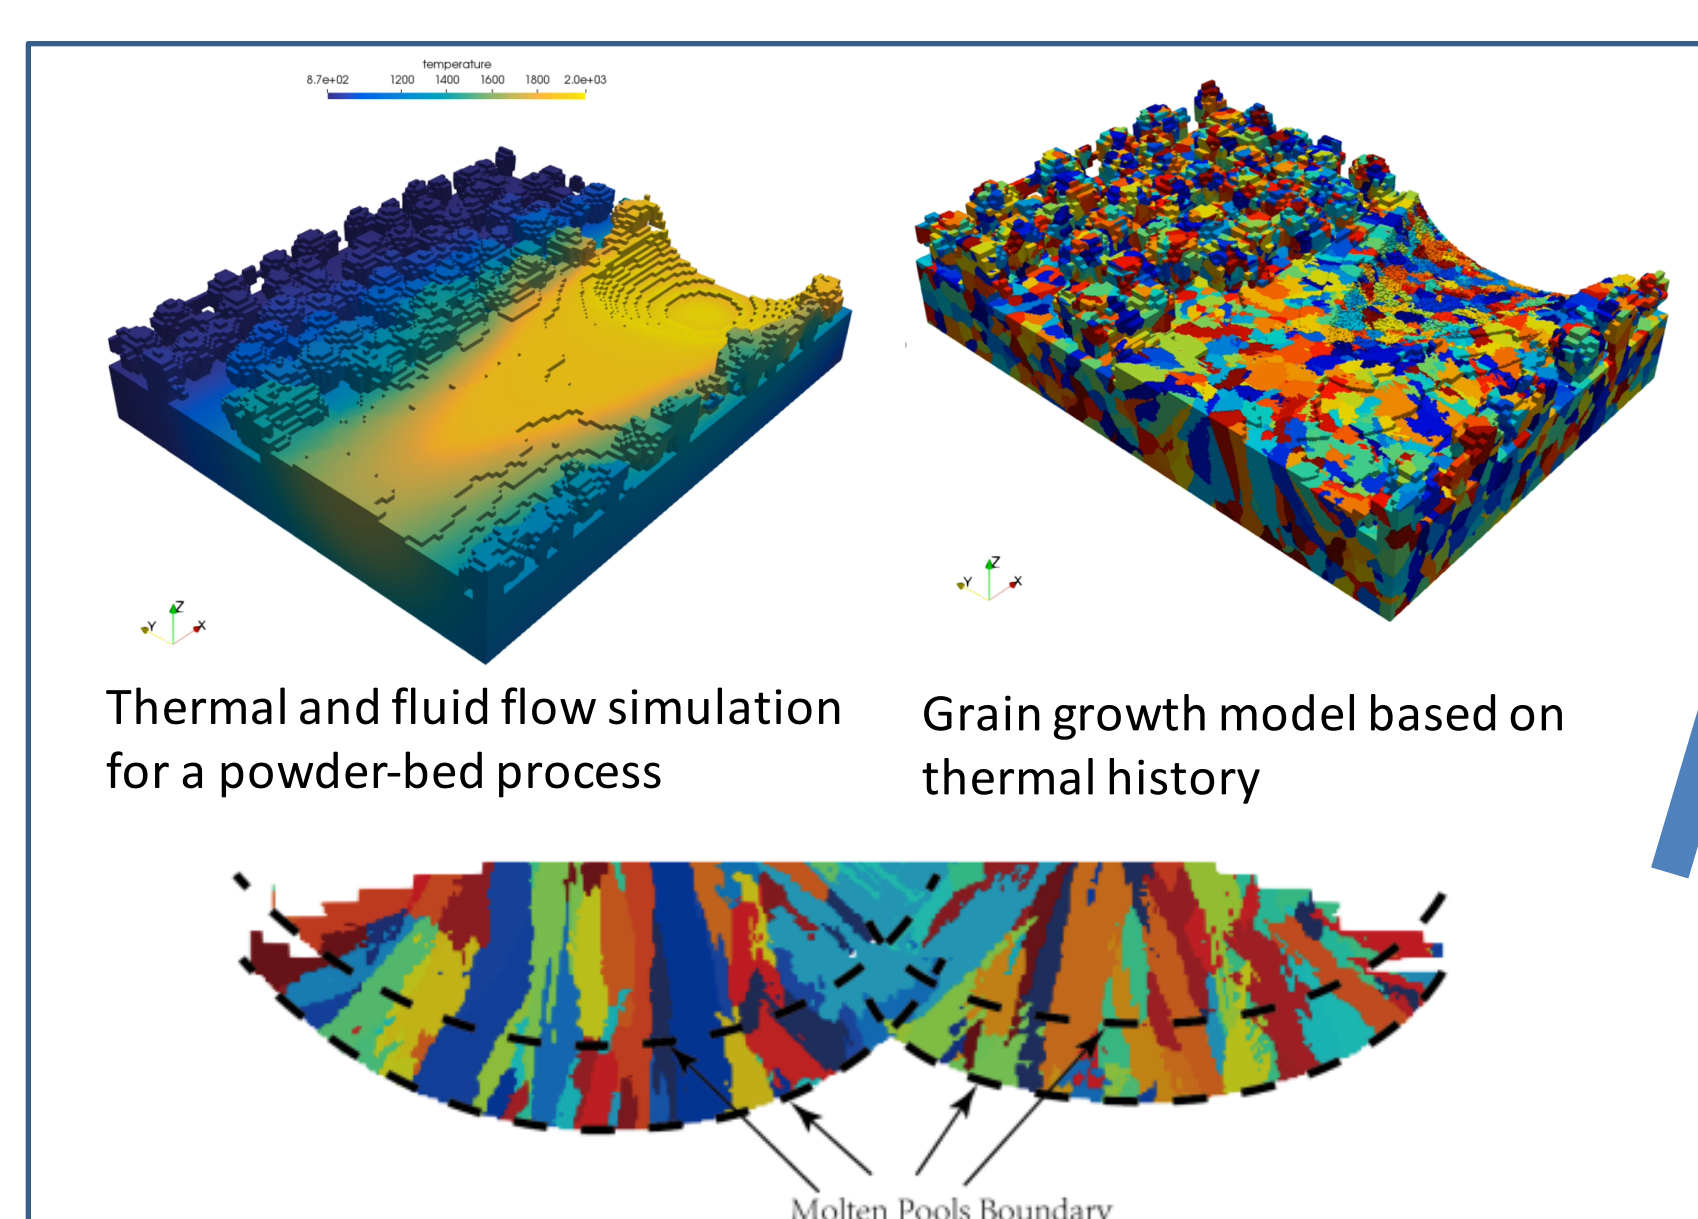 temperature
8.7e+02 1200 1400 1600 1800 2.0e+03
Z
Y
X
Z
Y
X
Thermal and fluid flow simulation
for a powder-bed process
Grain growth model based on
thermal history
Molten Pools Boundary